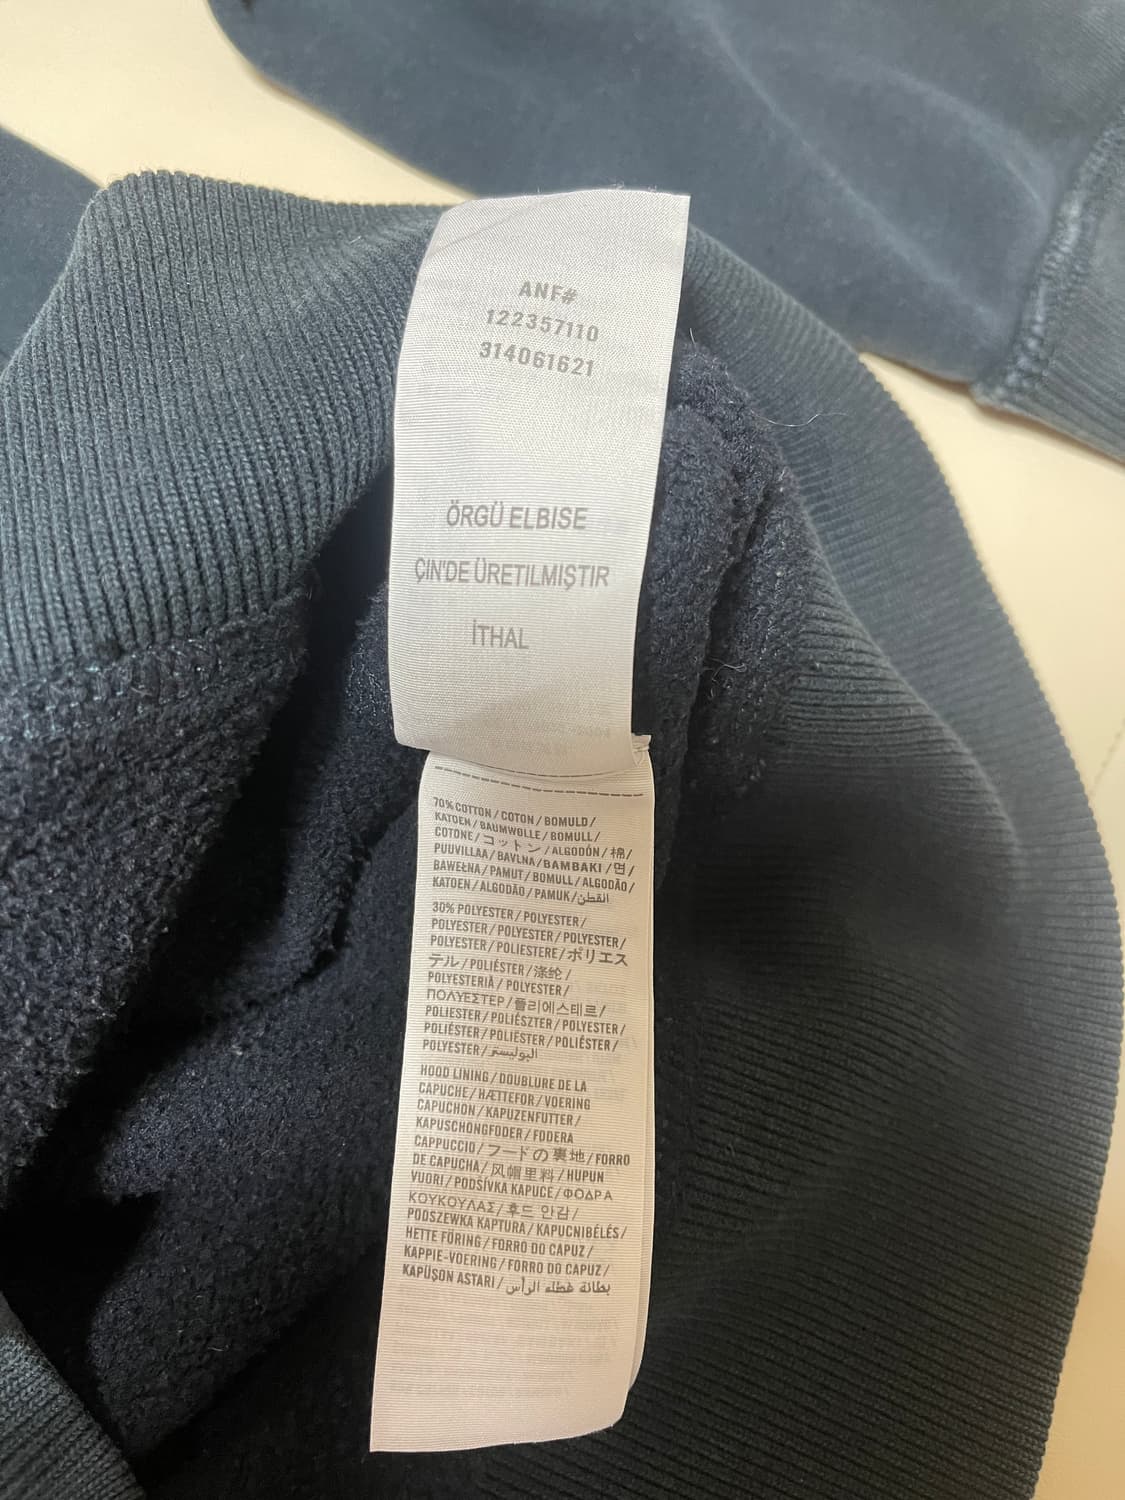 ANF#
122357110
314061621
ÖRGÜ ELBISE
ÇIN'DE ÜRETILMIŞTIR
İTHAL
70% COTTON / COTON / BOMULD /
KATOEN / BAUMWOLLE / BOMULL /
COTONE / コットン / ALGODÓN / 棉 /
PUUVILLAA / BAVLNA / BAMBAKI / 면 /
BAWEŁNA / PAMUT / BOMULL / ALGODÃO /
KATOEN / ALGODÃO / PAMUK / القطن
30% POLYESTER / POLYESTER /
POLYESTER / POLYESTER / POLYESTER /
POLYESTER / POLIESTERE / ポリエス
テル / POLIÉSTER / 涤纶 /
POLYESTERIÄ / POLYESTER /
ΠΟΛΥΕΣΤΕΡ / 폴리에스테르 /
POLIESTER / POLIÉSZTER / POLYESTER /
POLIÉSTER / POLIESTER / POLIÉSTER /
POLYESTER / البوليستر
HOOD LINING / DOUBLURE DE LA
CAPUCHE / HÆTTEFOR / VOERING
CAPUCHON / KAPUZENFUTTER /
KAPUSCHONGFODER / FODERA
CAPPUCCIO / フードの裏地 / FORRO
DE CAPUCHA / 风帽里料 / HUPUN
VUORI / PODŠÍVKA KAPUCE / ΦΟΔΡΑ
ΚΟΥΚΟΥΛΑΣ / 후드 안감 /
PODSZEWKA KAPTURA / KAPUCNIBÉLÉS /
HETTE FÖRING / FORRO DO CAPUZ /
KAPPIE-VOERING / FORRO DO CAPUZ /
KAPÜŞON ASTARI / بطانة غطاء الرأس